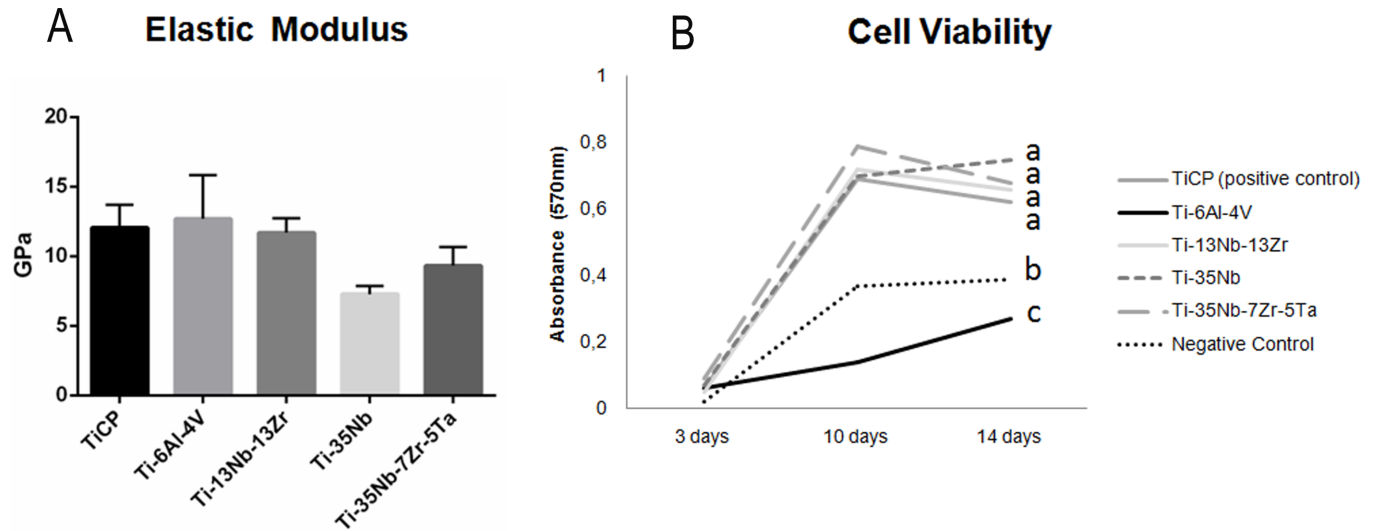 A
Elastic Modulus
GPa
20
15
10
5
0
TiCP
Ti-6Al-4V
Ti-13Nb-13Zr
Ti-35Nb
Ti-35Nb-7Zr-5Ta
B
Cell Viability
Absorbance (570nm)
1
0,8
0,6
0,4
0,2
0
3 days
10 days
14 days
a
a
a
a
b
c
TiCP (positive control)
Ti-6Al-4V
Ti-13Nb-13Zr
Ti-35Nb
Ti-35Nb-7Zr-5Ta
Negative Control